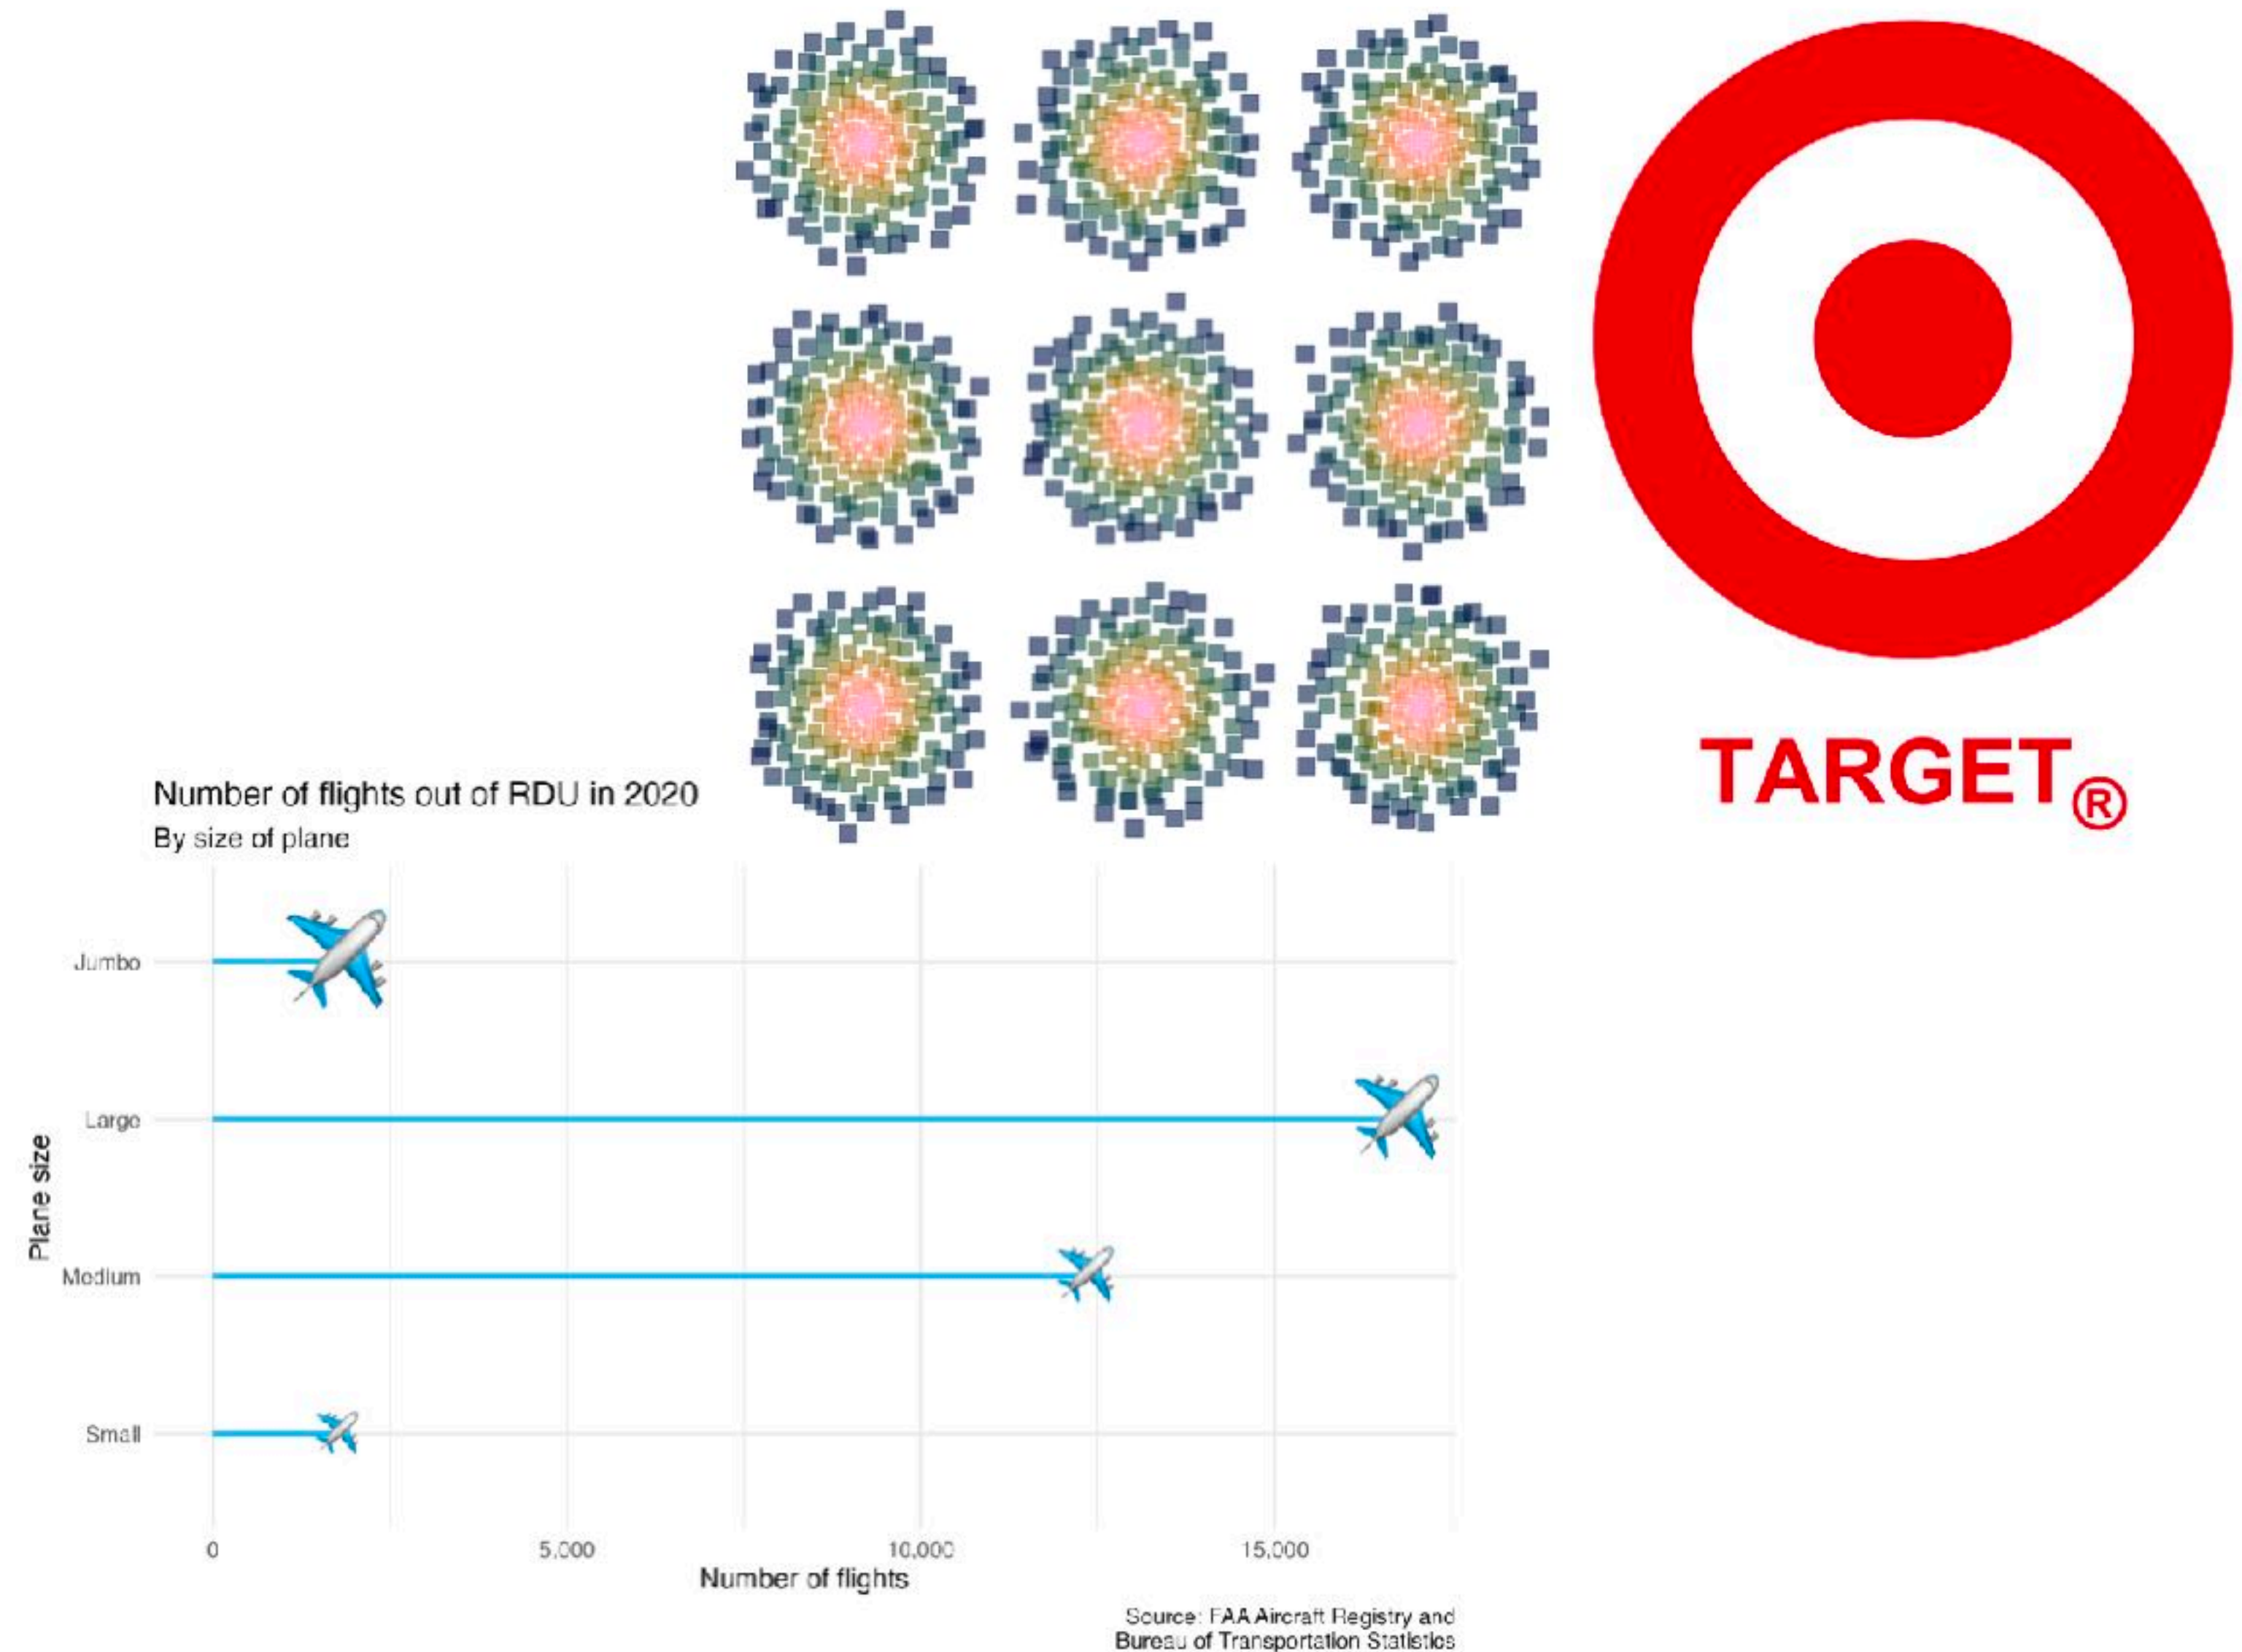 TARGET®
Number of flights out of RDU in 2020
By size of plane
Jumbo
Large
Medium
Small
Plane size
0 5,000 10,000 15,000
Number of flights
Source: FAA Aircraft Registry and
Bureau of Transportation Statistics